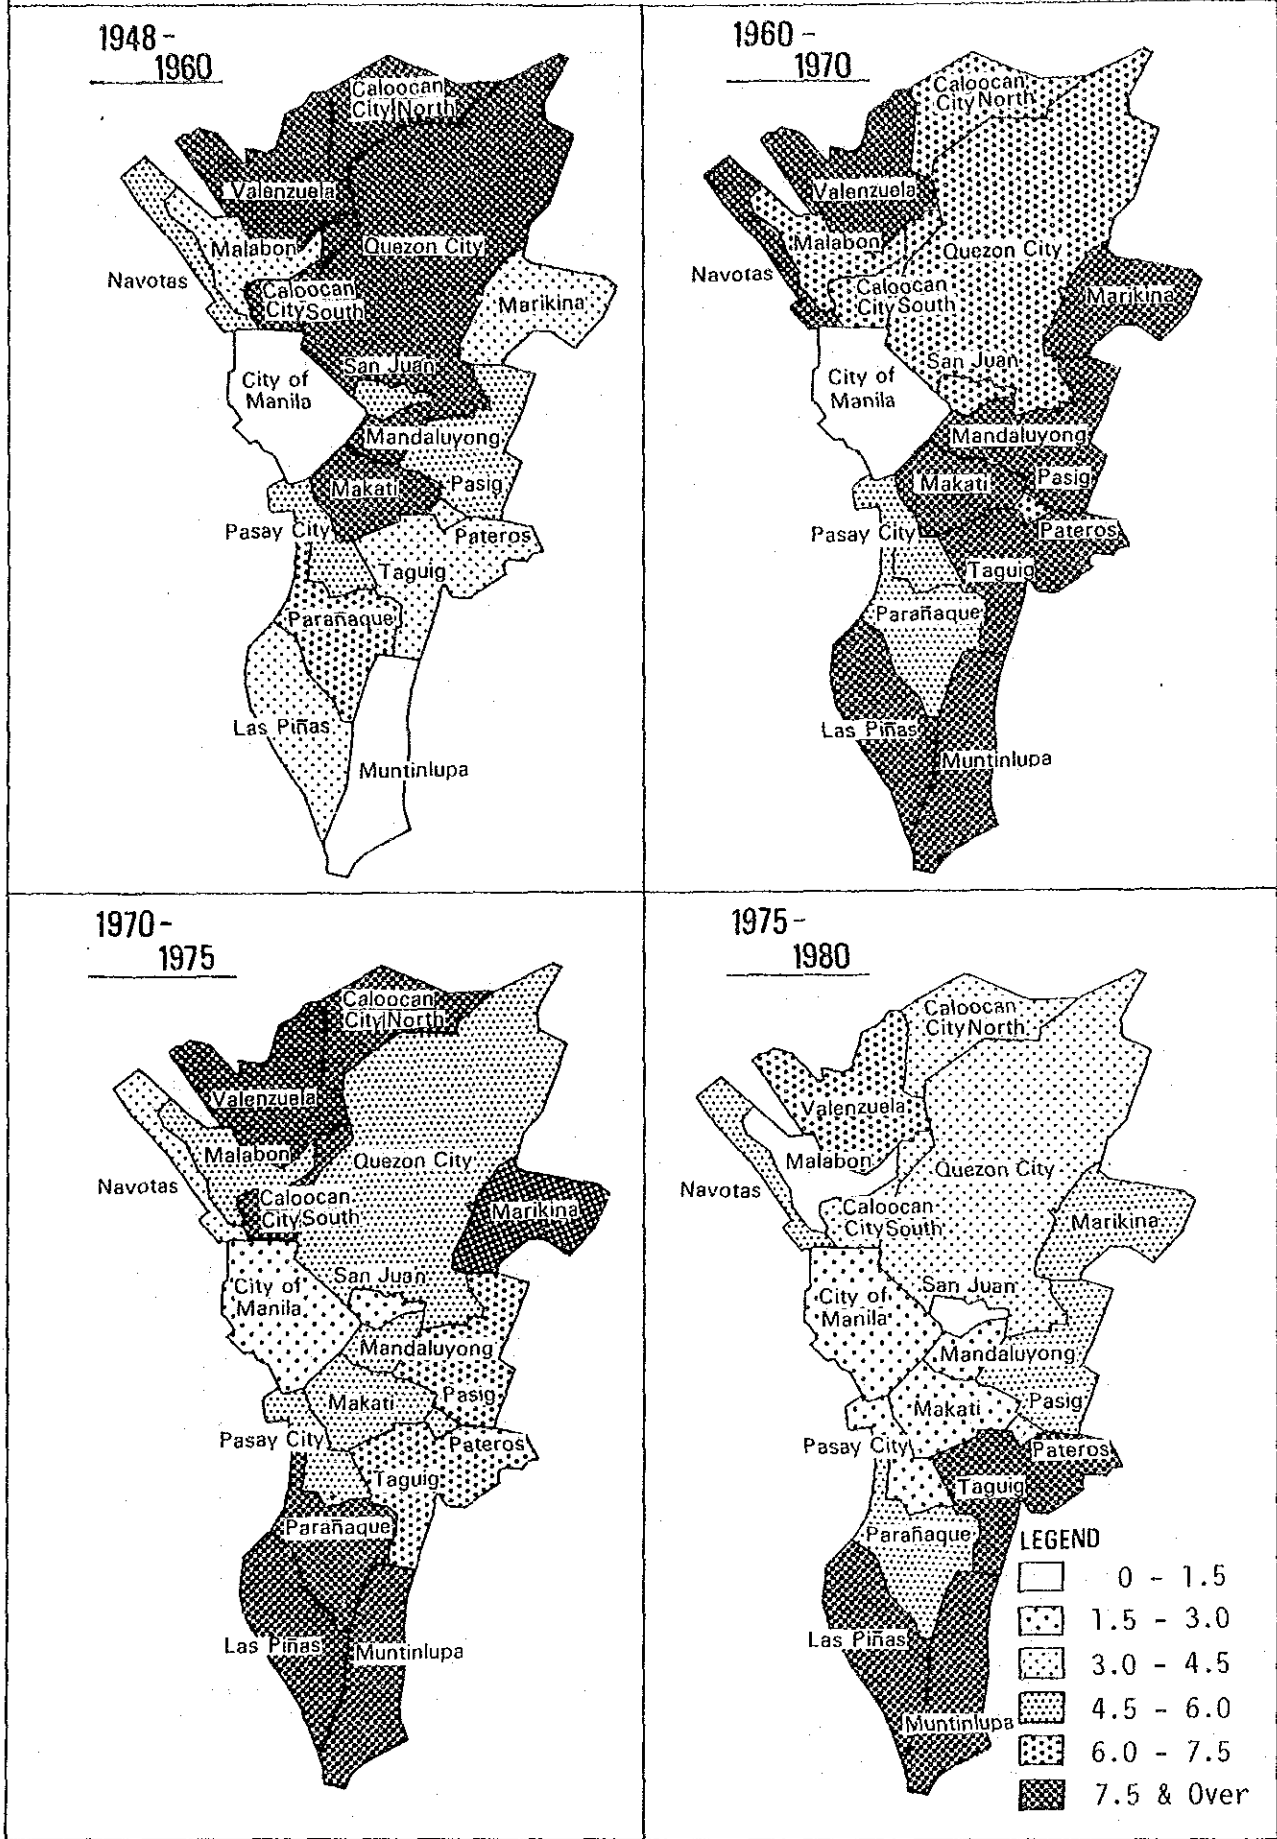 1948-
1960
Caloocan
City North
Valenzuela
Malabon
Quezon City
Navotas
Caloocan
City South
Marikina
San Juan
City of
Manila
Mandaluyong
Makati
Pasig
Pasay City
Pateros
Taguig
Parañaque
Las Piñas
Muntinlupa
1960-
1970
Caloocan
City North
Valenzuela
Malabon
Quezon City
Navotas
Caloocan
City South
Marikina
San Juan
City of
Manila
Mandaluyong
Makati
Pasig
Pasay City
Pateros
Taguig
Parañaque
Las Piñas
Muntinlupa
1970-
1975
Caloocan
City North
Valenzuela
Malabon
Quezon City
Navotas
Caloocan
City South
Marikina
San Juan
City of
Manila
Mandaluyong
Makati
Pasig
Pasay City
Pateros
Taguig
Parañaque
Las Piñas
Muntinlupa
1975-
1980
Caloocan
City North
Valenzuela
Malabon
Quezon City
Navotas
Caloocan
City South
Marikina
San Juan
City of
Manila
Mandaluyong
Makati
Pasig
Pasay City
Pateros
Taguig
Parañaque
Las Piñas
Muntinlupa
LEGEND
0 - 1.5
1.5 - 3.0
3.0 - 4.5
4.5 - 6.0
6.0 - 7.5
7.5 & Over